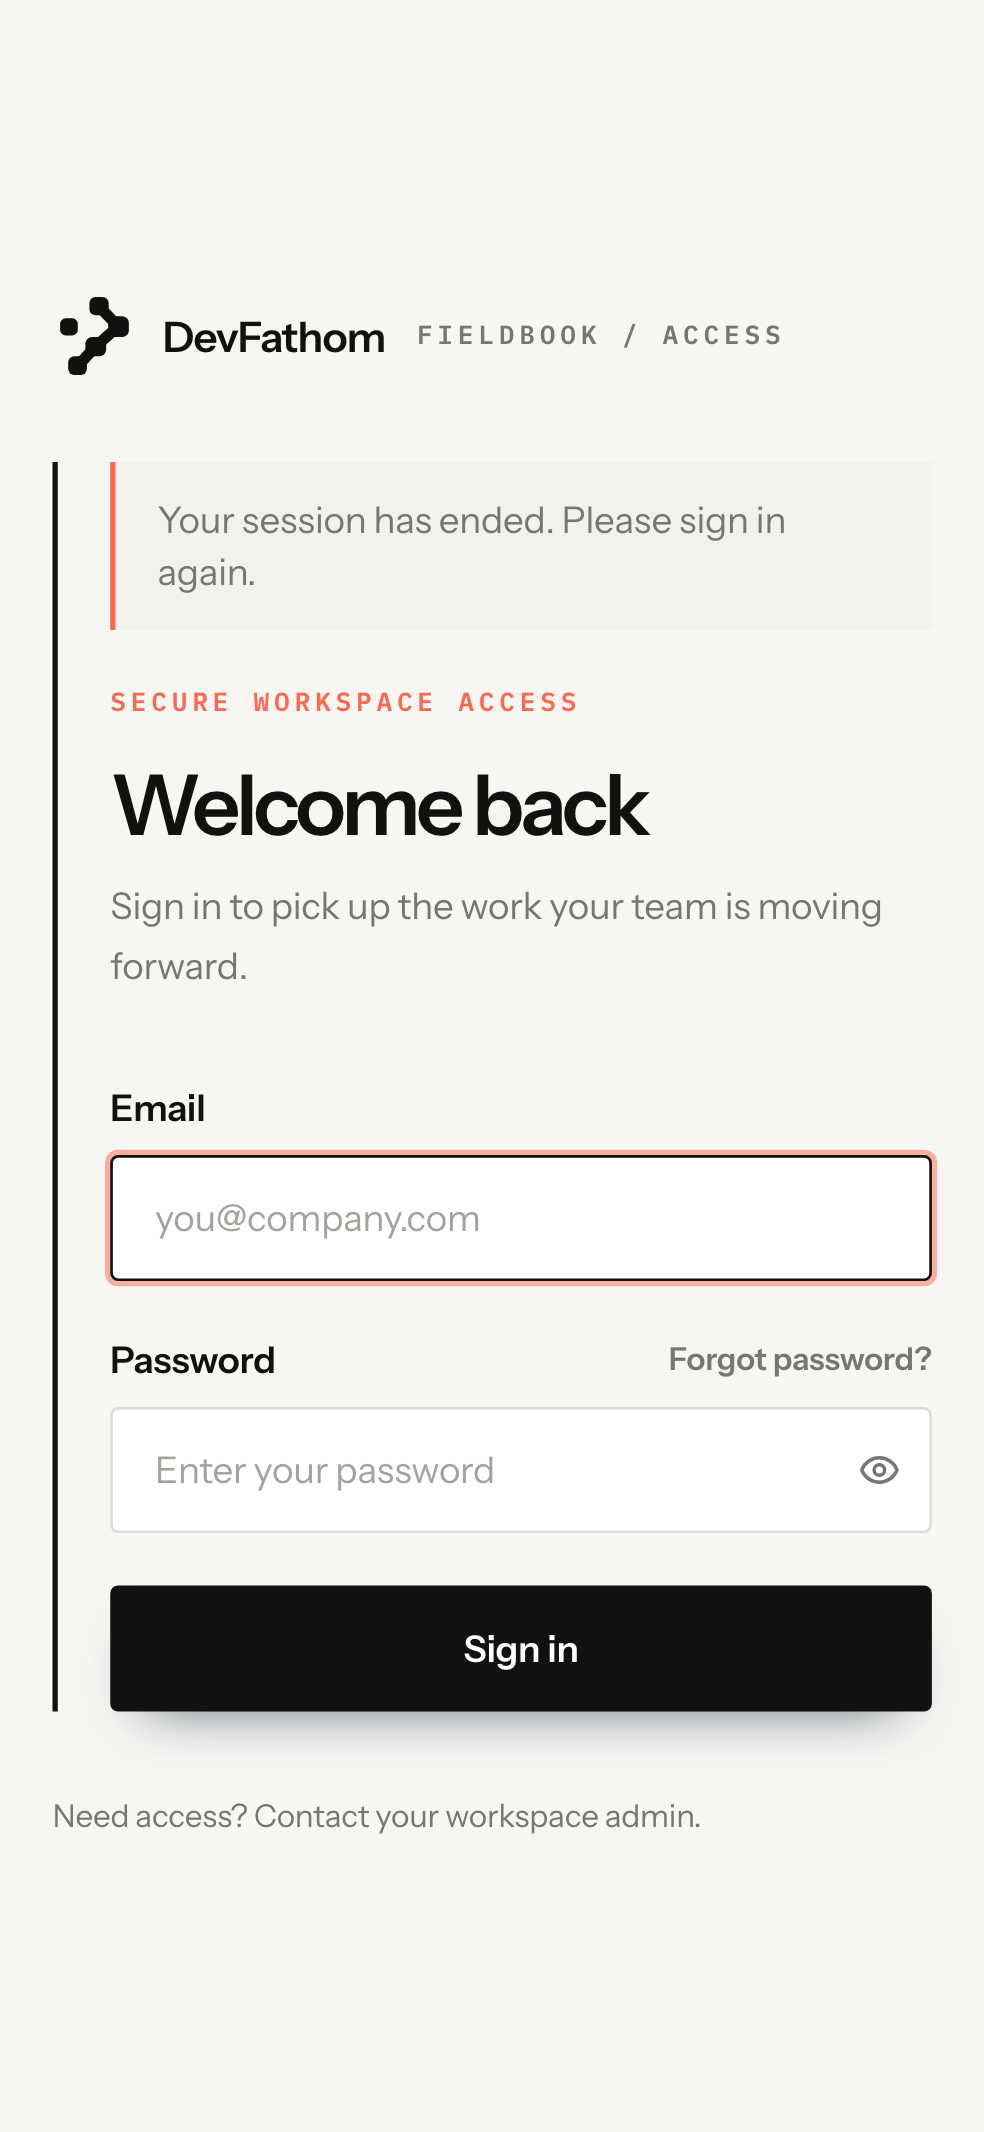 DevFathom FIELDBOOK / ACCESS
Your session has ended. Please sign in
again.
SECURE WORKSPACE ACCESS
Welcome back
Sign in to pick up the work your team is moving
forward.
Email
you@company.com
Password Forgot password?
Enter your password
Sign in
Need access? Contact your workspace admin.